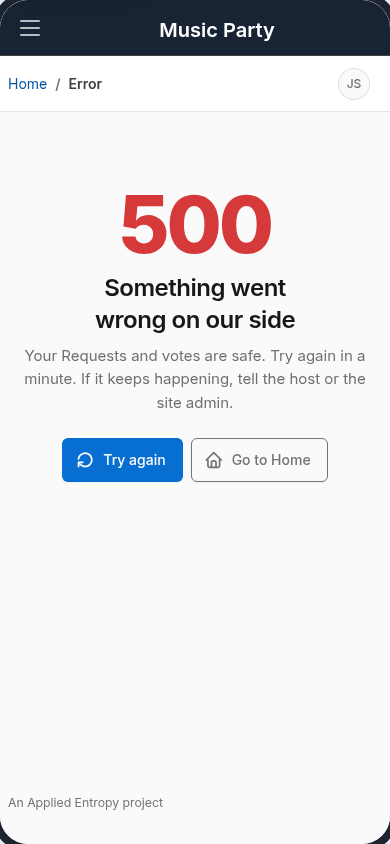 Music Party
Home / Error
JS
500
Something went
wrong on our side
Your Requests and votes are safe. Try again in a
minute. If it keeps happening, tell the host or the
site admin.
Try again
Go to Home
An Applied Entropy project